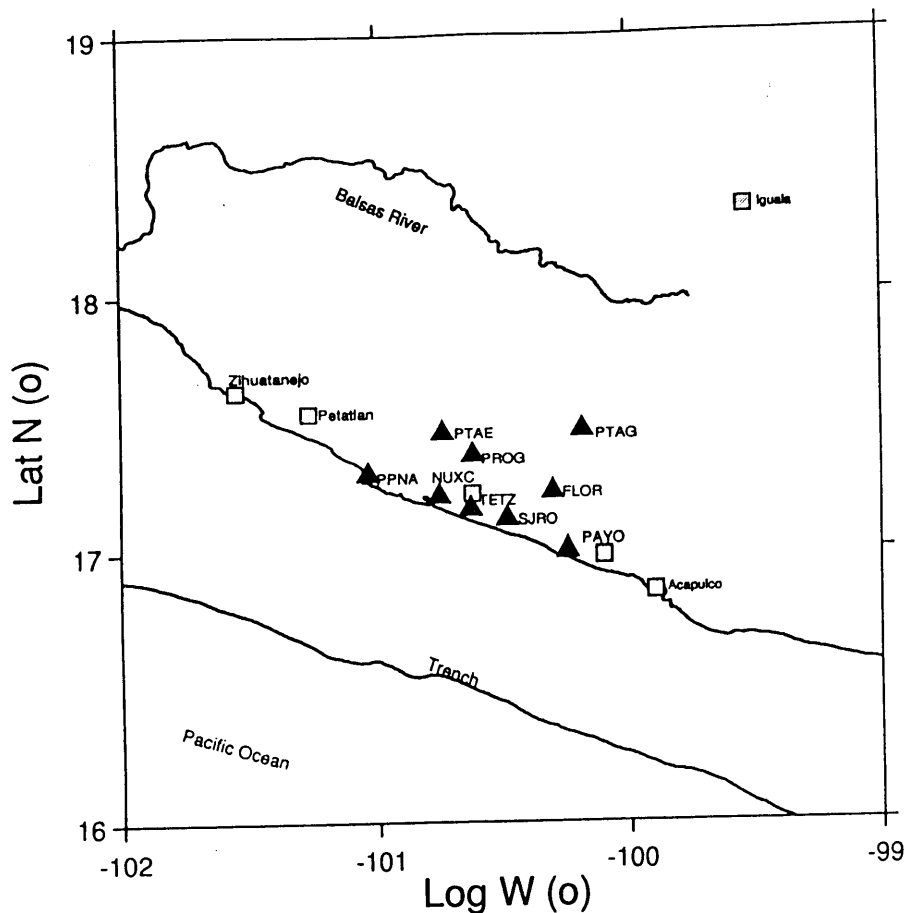 19
Balsas River
Iguala
18
Zihuatanejo
Petatlan
PTAE
PTAG
PROG
PPNA
NUXC
TETZ
FLOR
SJRO
PAYO
17
Acapulco
Trench
Pacific Ocean
16
-102
-101
-100
-99
Lat N (o)
Log W (o)